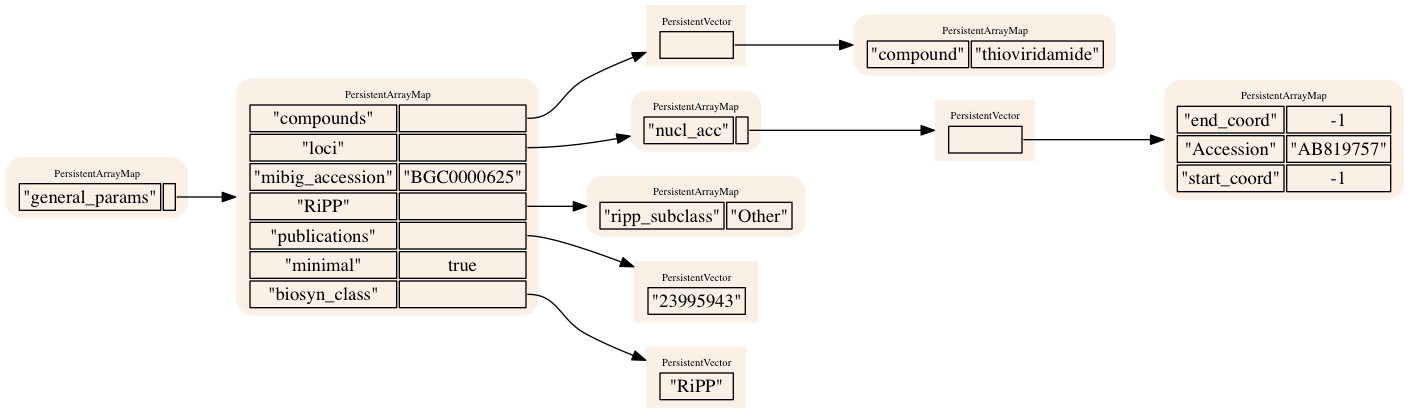 PersistentArrayMap
"general_params"
PersistentArrayMap
"compounds"
"loci"
"mibig_accession" "BGC0000625"
"RiPP"
"publications"
"minimal" true
"biosyn_class"
PersistentVector
PersistentArrayMap
"compound" "thioviridamide"
PersistentArrayMap
"nucl_acc"
PersistentVector
PersistentArrayMap
"end_coord" -1
"Accession" "AB819757"
"start_coord" -1
PersistentArrayMap
"ripp_subclass" "Other"
PersistentVector
"23995943"
PersistentVector
"RiPP"